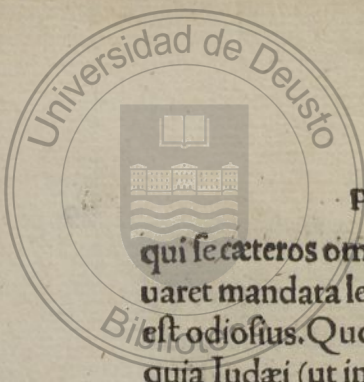 Universidad de Deusto
Biblioteca
P
qui se cæteros om
uaret mandata le
est odiosius. Quo
quia Iudæi (ut in